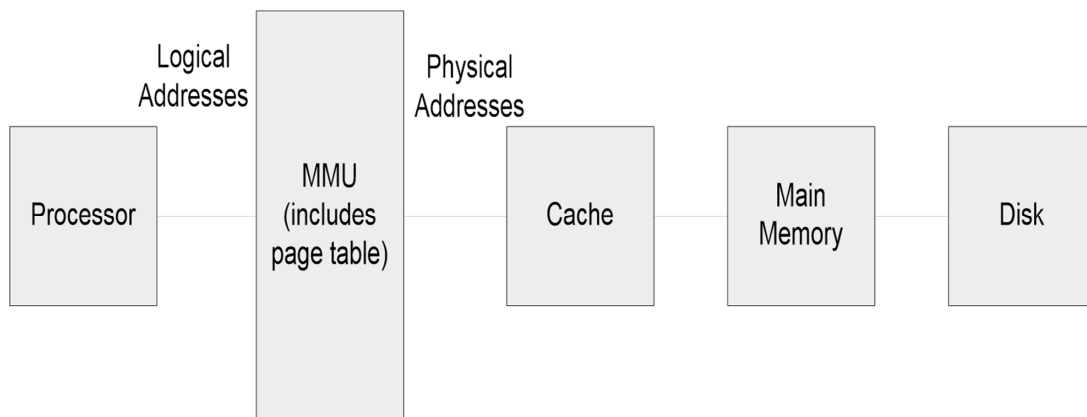 Logical
Addresses
Physical
Addresses
Processor
MMU
(includes
page table)
Cache
Main
Memory
Disk